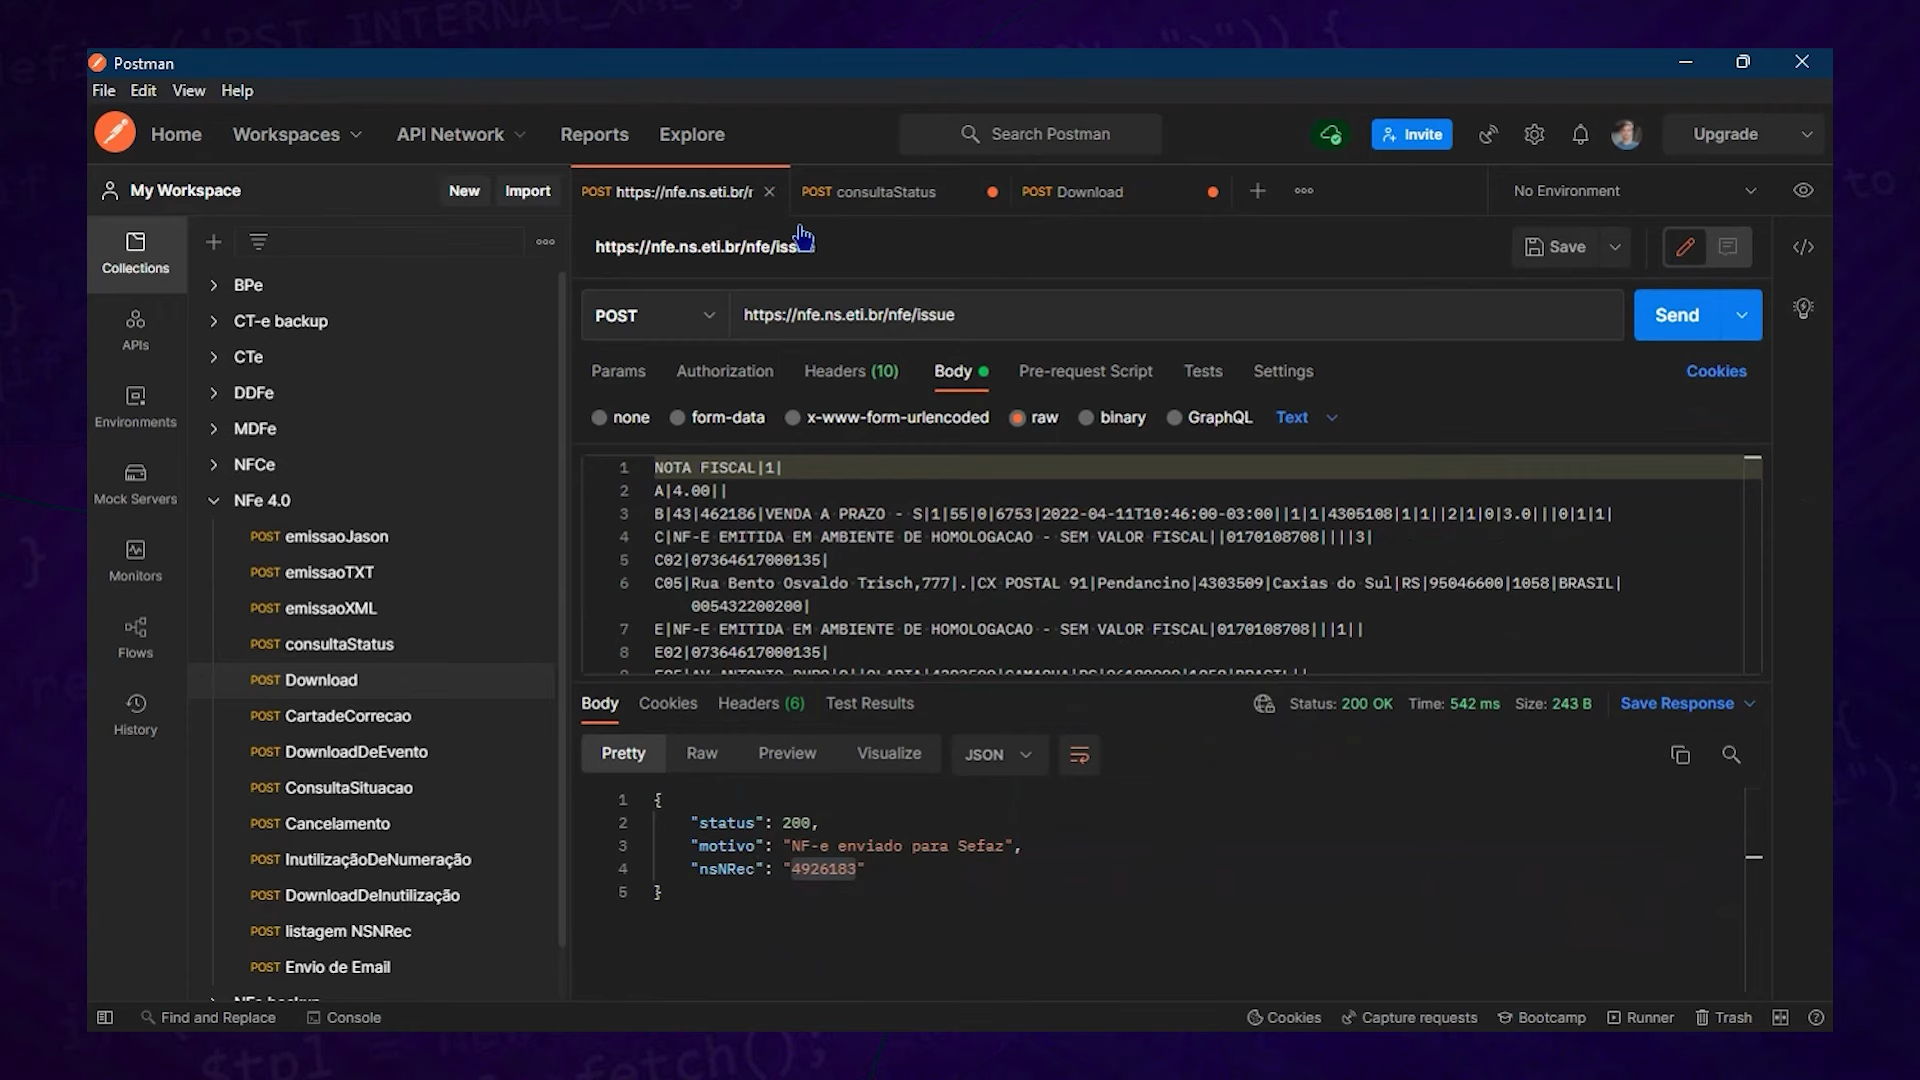 Postman
File Edit View Help
Home Workspaces API Network Reports Explore
Search Postman
Invite
Upgrade
My Workspace
New Import
POST https://nfe.ns.eti.br/r
POST consultaStatus
POST Download
No Environment
Collections
APIs
Environments
Mock Servers
Monitors
Flows
History
BPe
CT-e backup
CTe
DDFe
MDFe
NFCe
NFe 4.0
POST emissaoJason
POST emissaoTXT
POST emissaoXML
POST consultaStatus
POST Download
POST CartadeCorrecao
POST DownloadDeEvento
POST ConsultaSituacao
POST Cancelamento
POST InutilizaçãoDeNumeração
POST DownloadDeInutilização
POST listagem NSNRec
POST Envio de Email
https://nfe.ns.eti.br/nfe/iss
Save
POST
https://nfe.ns.eti.br/nfe/issue
Send
Params Authorization Headers (10) Body Pre-request Script Tests Settings
Cookies
none form-data x-www-form-urlencoded raw binary GraphQL Text
1 NOTA FISCAL|1|
2 A|4.00||
3 B|43|462186|VENDA A PRAZO - S|1|55|0|6753|2022-04-11T10:46:00-03:00||1|1|4305108|1|1||2|1|0|3.0|||0|1|1|
4 C|NF-E EMITIDA EM AMBIENTE DE HOMOLOGACAO - SEM VALOR FISCAL||0170108708||||3|
5 C02|07364617000135|
6 C05|Rua Bento Osvaldo Trisch,777|.|CX POSTAL 91|Pendancino|4303509|Caxias do Sul|RS|95046600|1058|BRASIL|
005432200200|
7 E|NF-E EMITIDA EM AMBIENTE DE HOMOLOGACAO - SEM VALOR FISCAL|0170108708|||1||
8 E02|07364617000135|
Body Cookies Headers (6) Test Results
Status: 200 OK Time: 542 ms Size: 243 B
Save Response
Pretty Raw Preview Visualize JSON
1 {
2 "status": 200,
3 "motivo": "NF-e enviado para Sefaz",
4 "nsNRec": "4926183"
5 }
Find and Replace Console
Cookies Capture requests Bootcamp Runner Trash